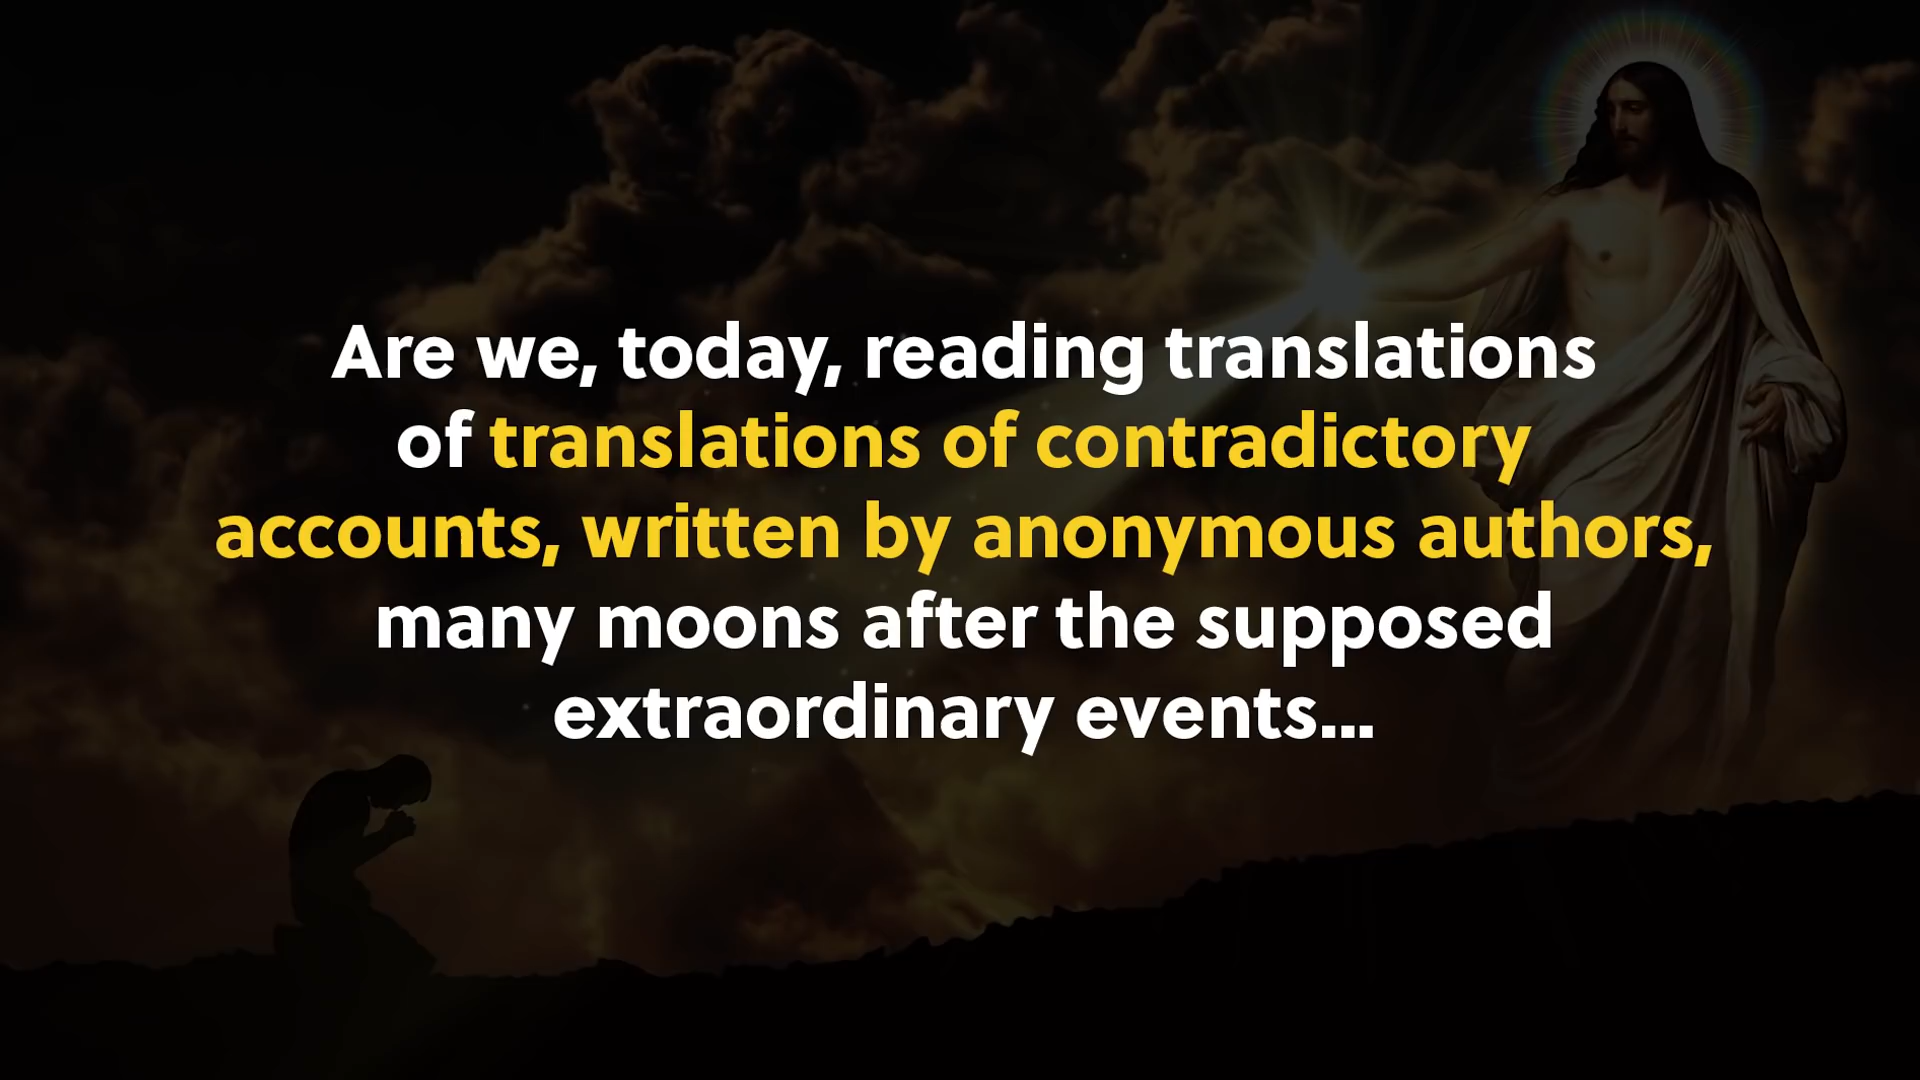 Are we, today, reading translations
of translations of contradictory
accounts, written by anonymous authors,
many moons after the supposed
extraordinary events...